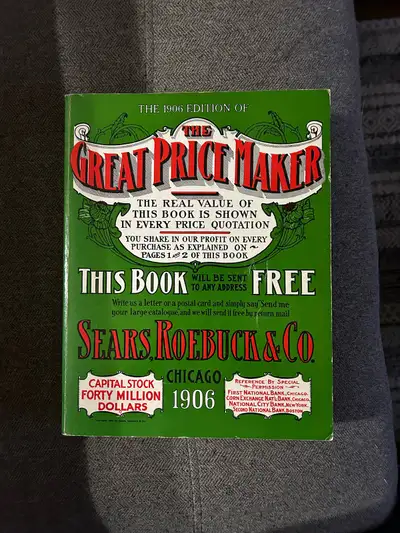 THE 1906 EDITION OF
THE
GREAT PRICE MAKER
THE REAL VALUE OF
THIS BOOK IS SHOWN
IN EVERY PRICE QUOTATION
YOU SHARE IN OUR PROFIT ON EVERY
PURCHASE AS EXPLAINED ON
PAGES 1 AND 2 OF THIS BOOK
THIS BOOK WILL BE SENT TO ANY ADDRESS FREE
Write us a letter or a postal card and simply say "Send me
your large catalogue", and we will send it free by return mail
SEARS, ROEBUCK & CO.
CHICAGO
1906
CAPITAL STOCK
FORTY MILLION
DOLLARS
REFERENCE BY SPECIAL
PERMISSION
FIRST NATIONAL BANK, CHICAGO.
CORN EXCHANGE NAT'L BANK, CHICAGO,
NATIONAL CITY BANK, NEW YORK,
SECOND NATIONAL BANK, BOSTON.